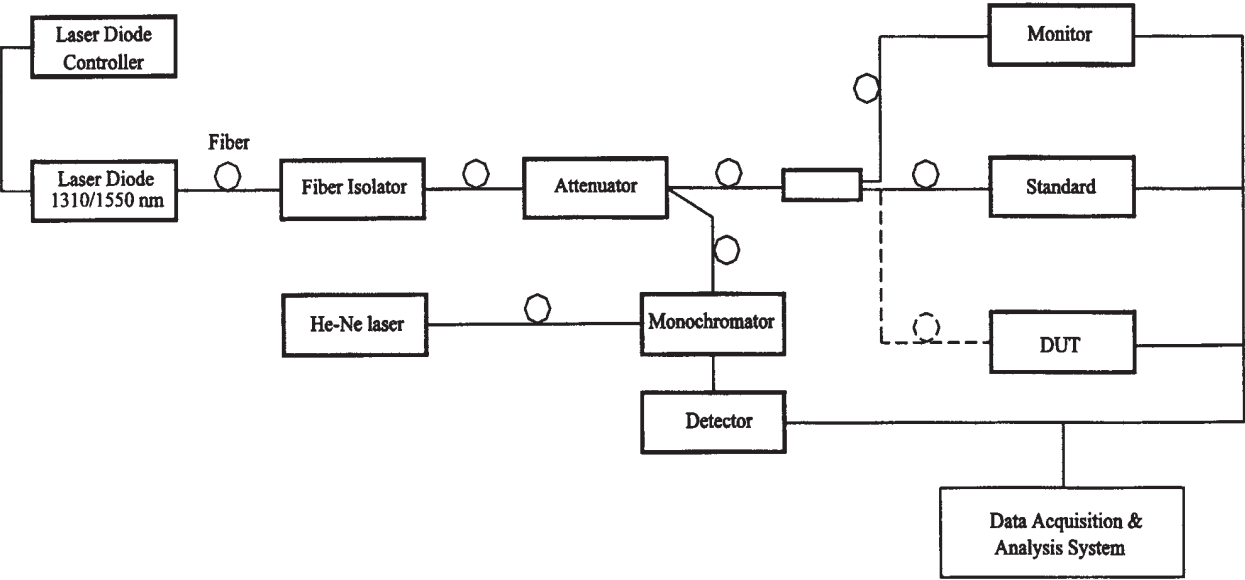 Laser Diode
Controller
Monitor
Fiber
Laser Diode
1310/1550 nm
Fiber Isolator
Attenuator
Standard
He-Ne laser
Monochromator
DUT
Detector
Data Acquisition &
Analysis System